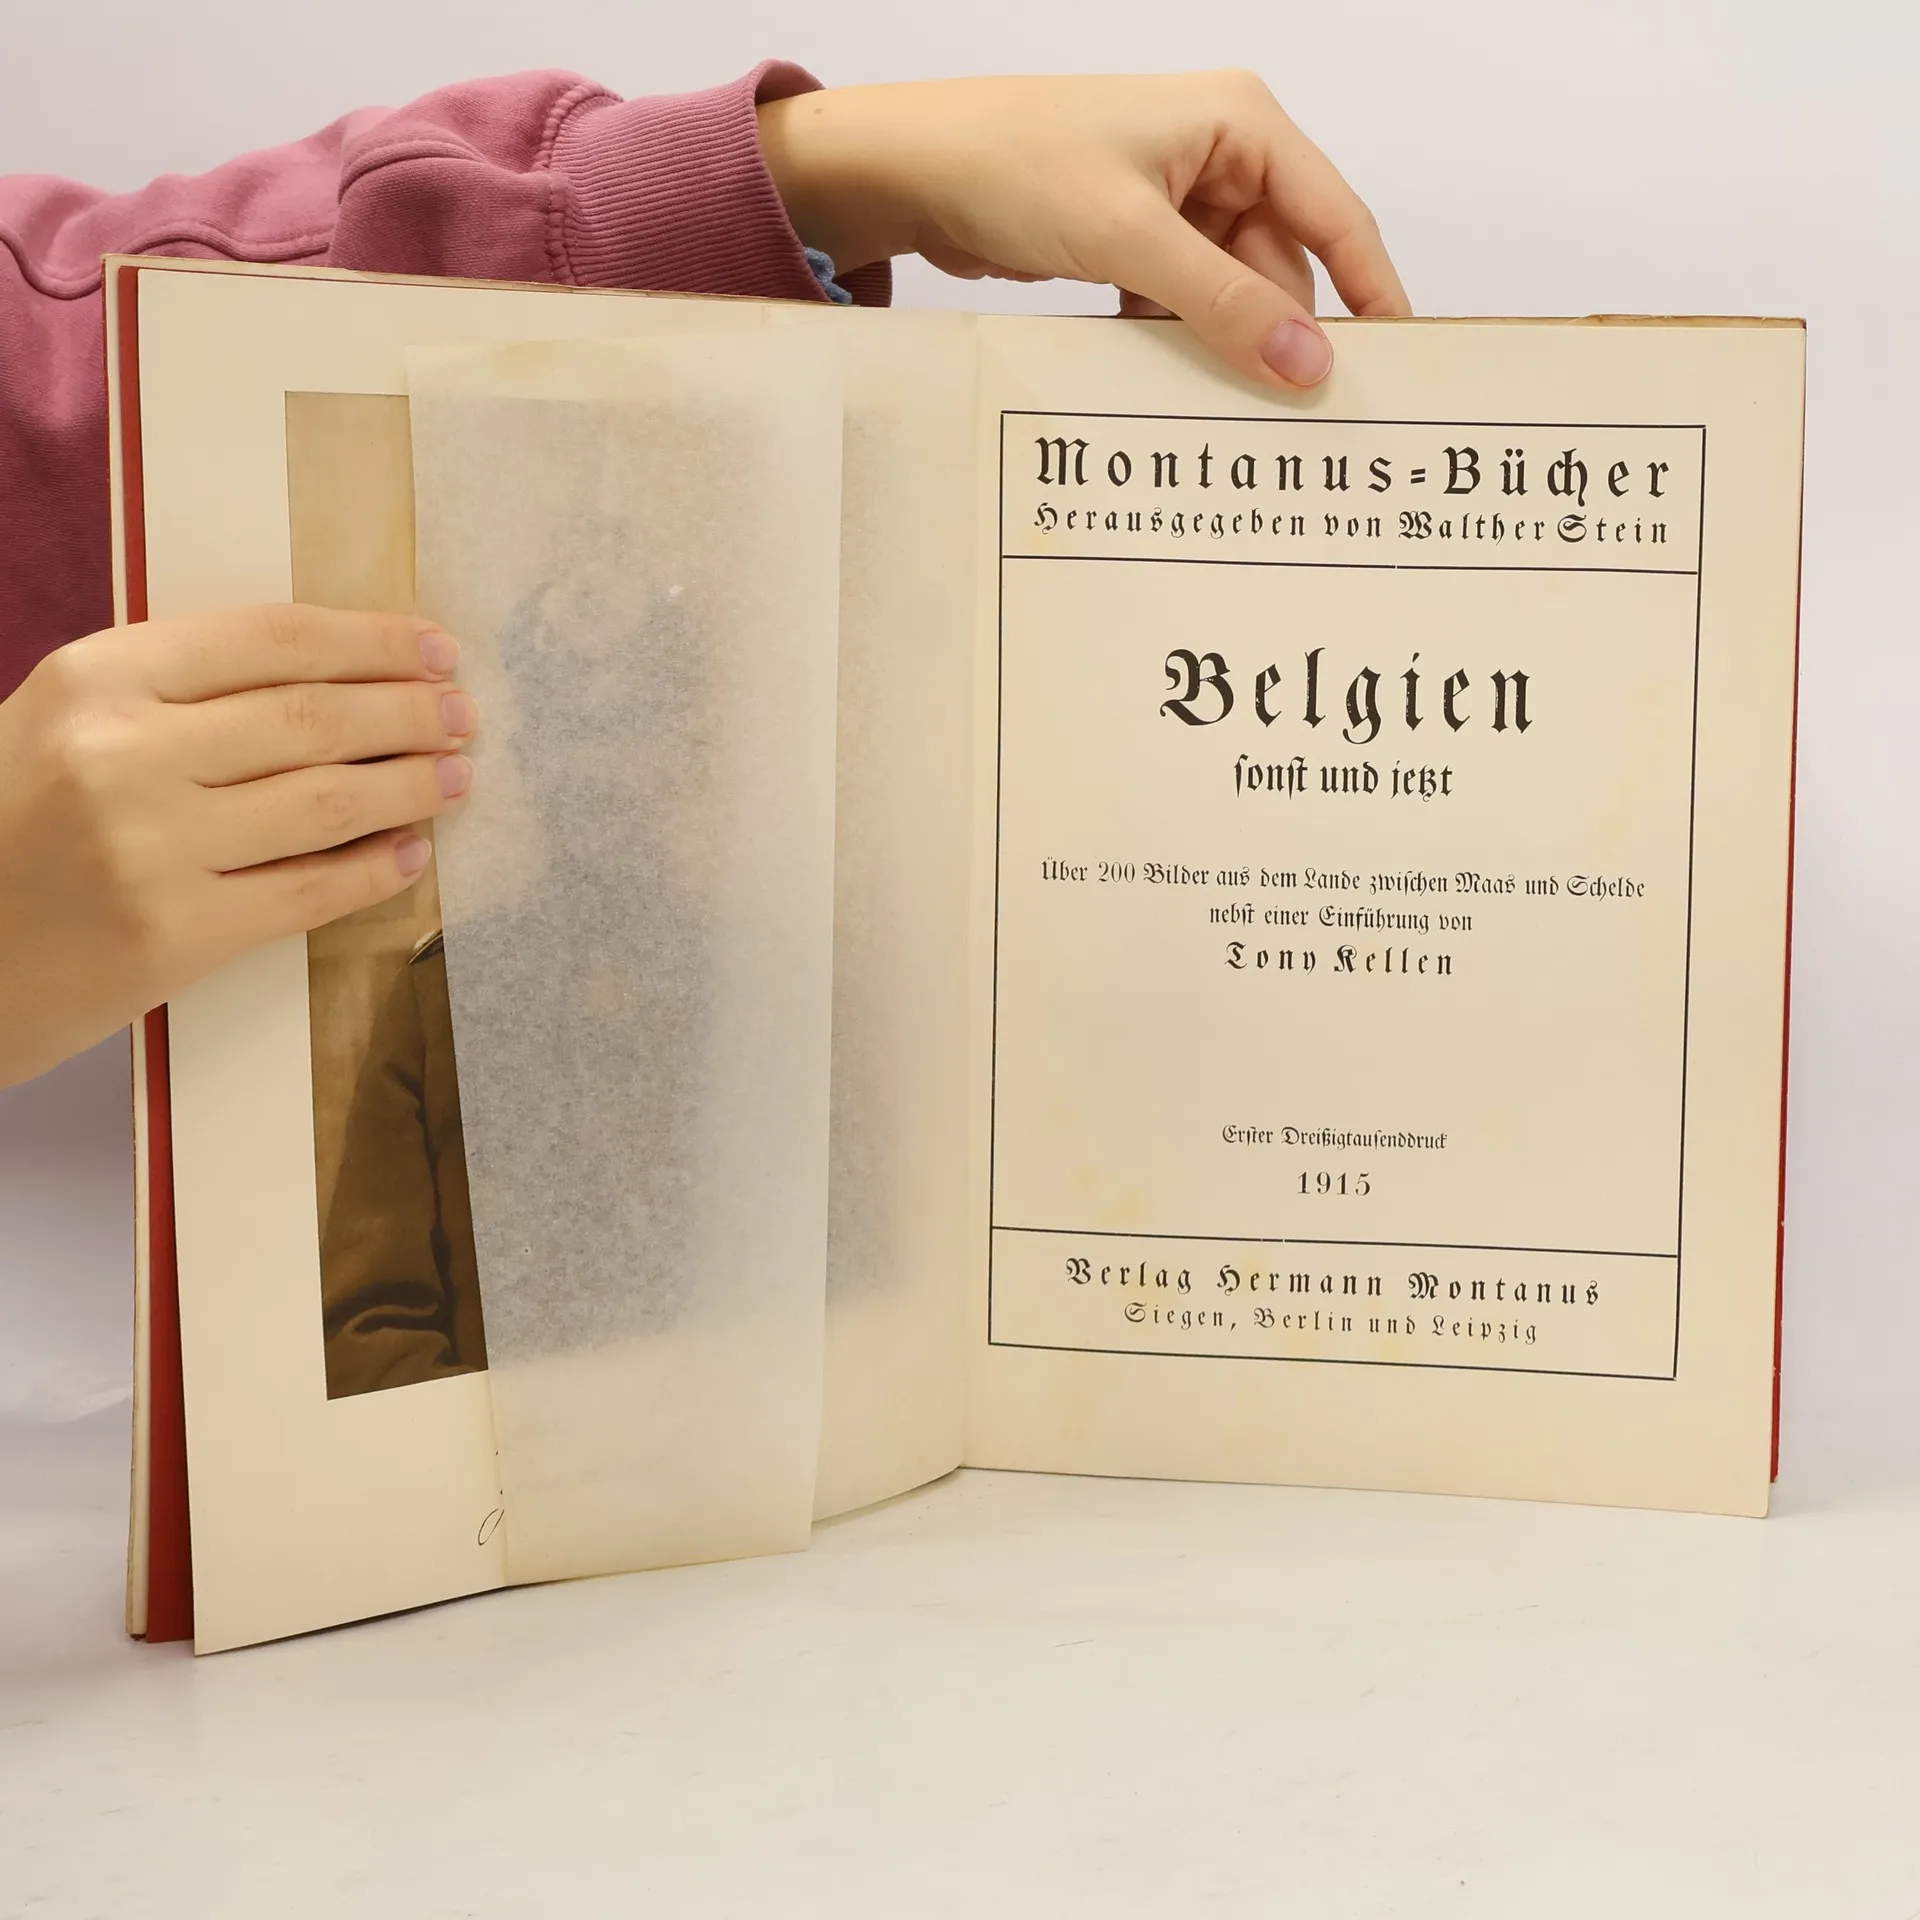 Montanus=Bücher
Herausgegeben von Walther Stein
Belgien
sonst und jetzt
Über 200 Bilder aus dem Lande zwischen Maas und Schelde
nebst einer Einführung von
Tony Kellen
Erster Dreißigtausenddruck
1915
Verlag Hermann Montanus
Siegen, Berlin und Leipzig